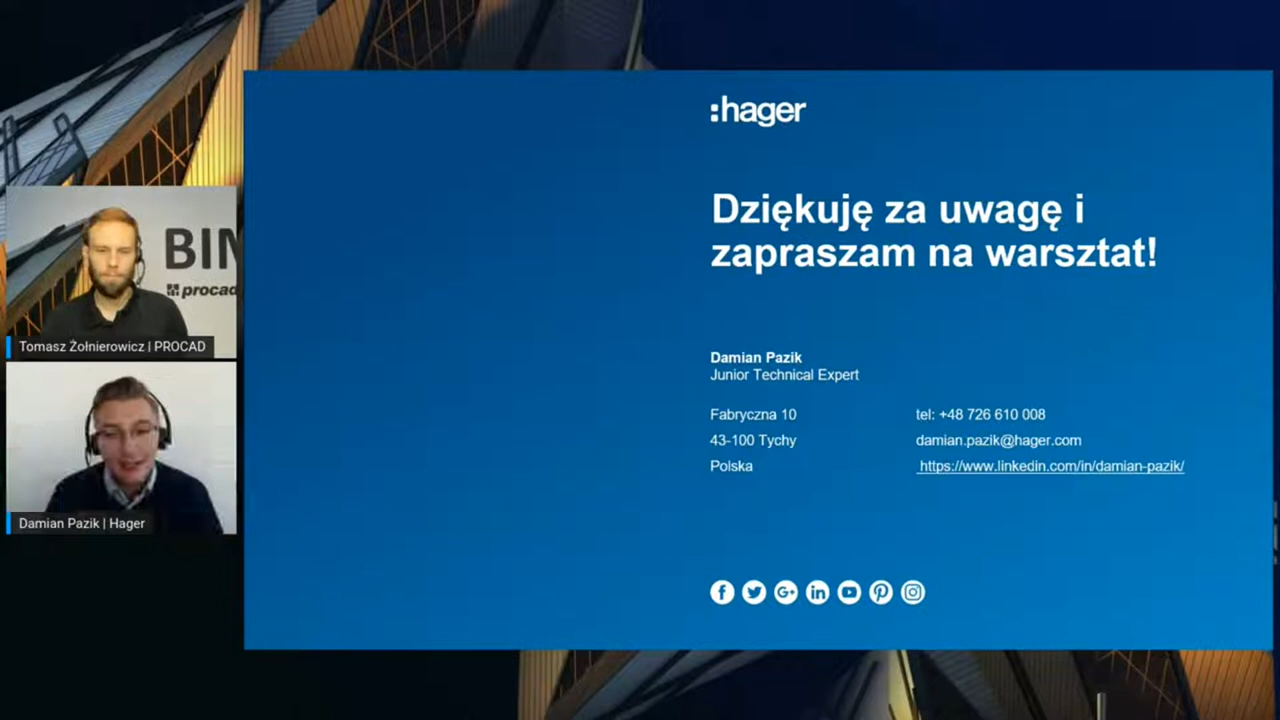 :hager
Dziękuję za uwagę i
zapraszam na warsztat!
Damian Pazik
Junior Technical Expert
Fabryczna 10
43-100 Tychy
Polska
tel: +48 726 610 008
damian.pazik@hager.com
https://www.linkedin.com/in/damian-pazik/
BIM
procad
Tomasz Żołnierowicz | PROCAD
Damian Pazik | Hager